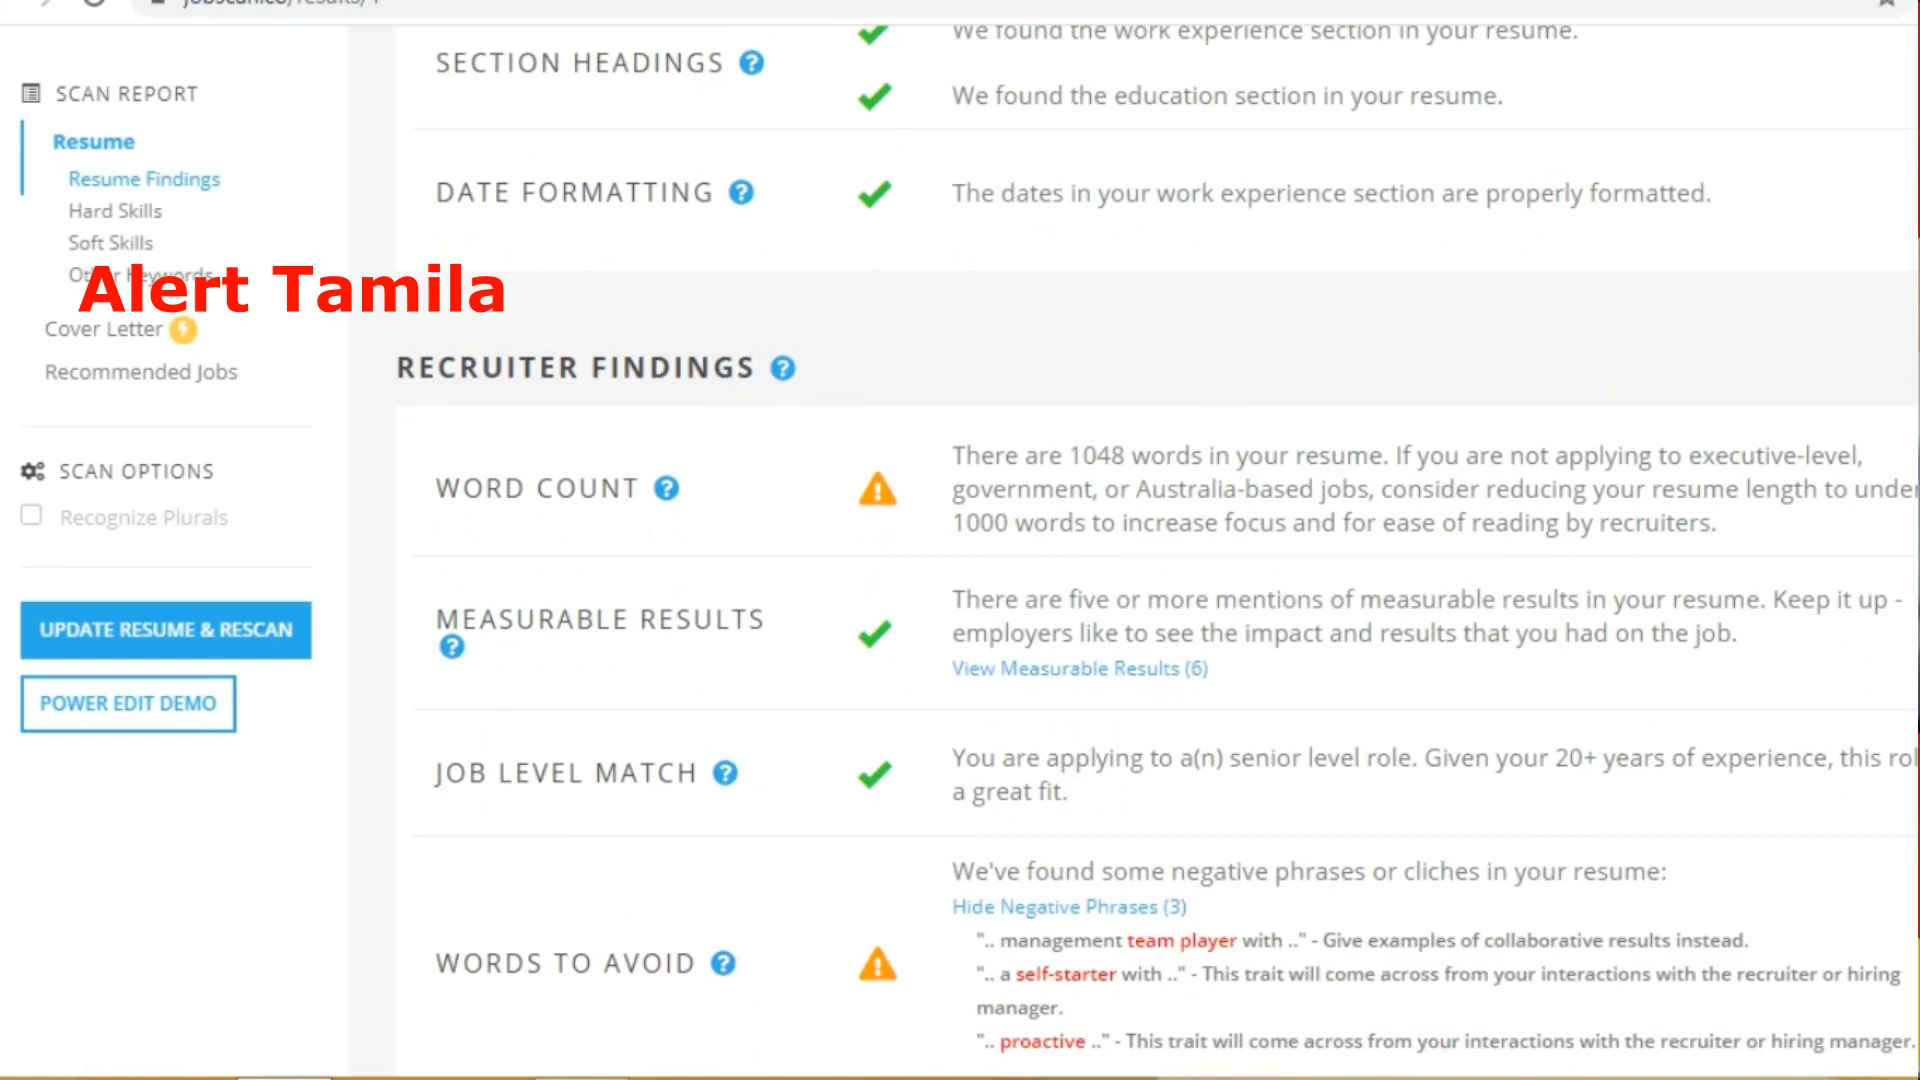 We found the work experience section in your resume.
SECTION HEADINGS
We found the education section in your resume.
SCAN REPORT
Resume
Resume Findings
Hard Skills
Soft Skills
Alert Tamila
Cover Letter
Recommended Jobs
SCAN OPTIONS
Recognize Plurals
UPDATE RESUME & RESCAN
POWER EDIT DEMO
DATE FORMATTING
The dates in your work experience section are properly formatted.
RECRUITER FINDINGS
WORD COUNT
There are 1048 words in your resume. If you are not applying to executive-level,
government, or Australia-based jobs, consider reducing your resume length to under
1000 words to increase focus and for ease of reading by recruiters.
MEASURABLE RESULTS
There are five or more mentions of measurable results in your resume. Keep it up -
employers like to see the impact and results that you had on the job.
View Measurable Results (6)
JOB LEVEL MATCH
You are applying to a(n) senior level role. Given your 20+ years of experience, this
a great fit.
WORDS TO AVOID
We've found some negative phrases or cliches in your resume:
Hide Negative Phrases (3)
".. management team player with .." - Give examples of collaborative results instead.
".. a self-starter with .." - This trait will come across from your interactions with the recruiter or hiring
manager.
".. proactive .." - This trait will come across from your interactions with the recruiter or hiring manager.